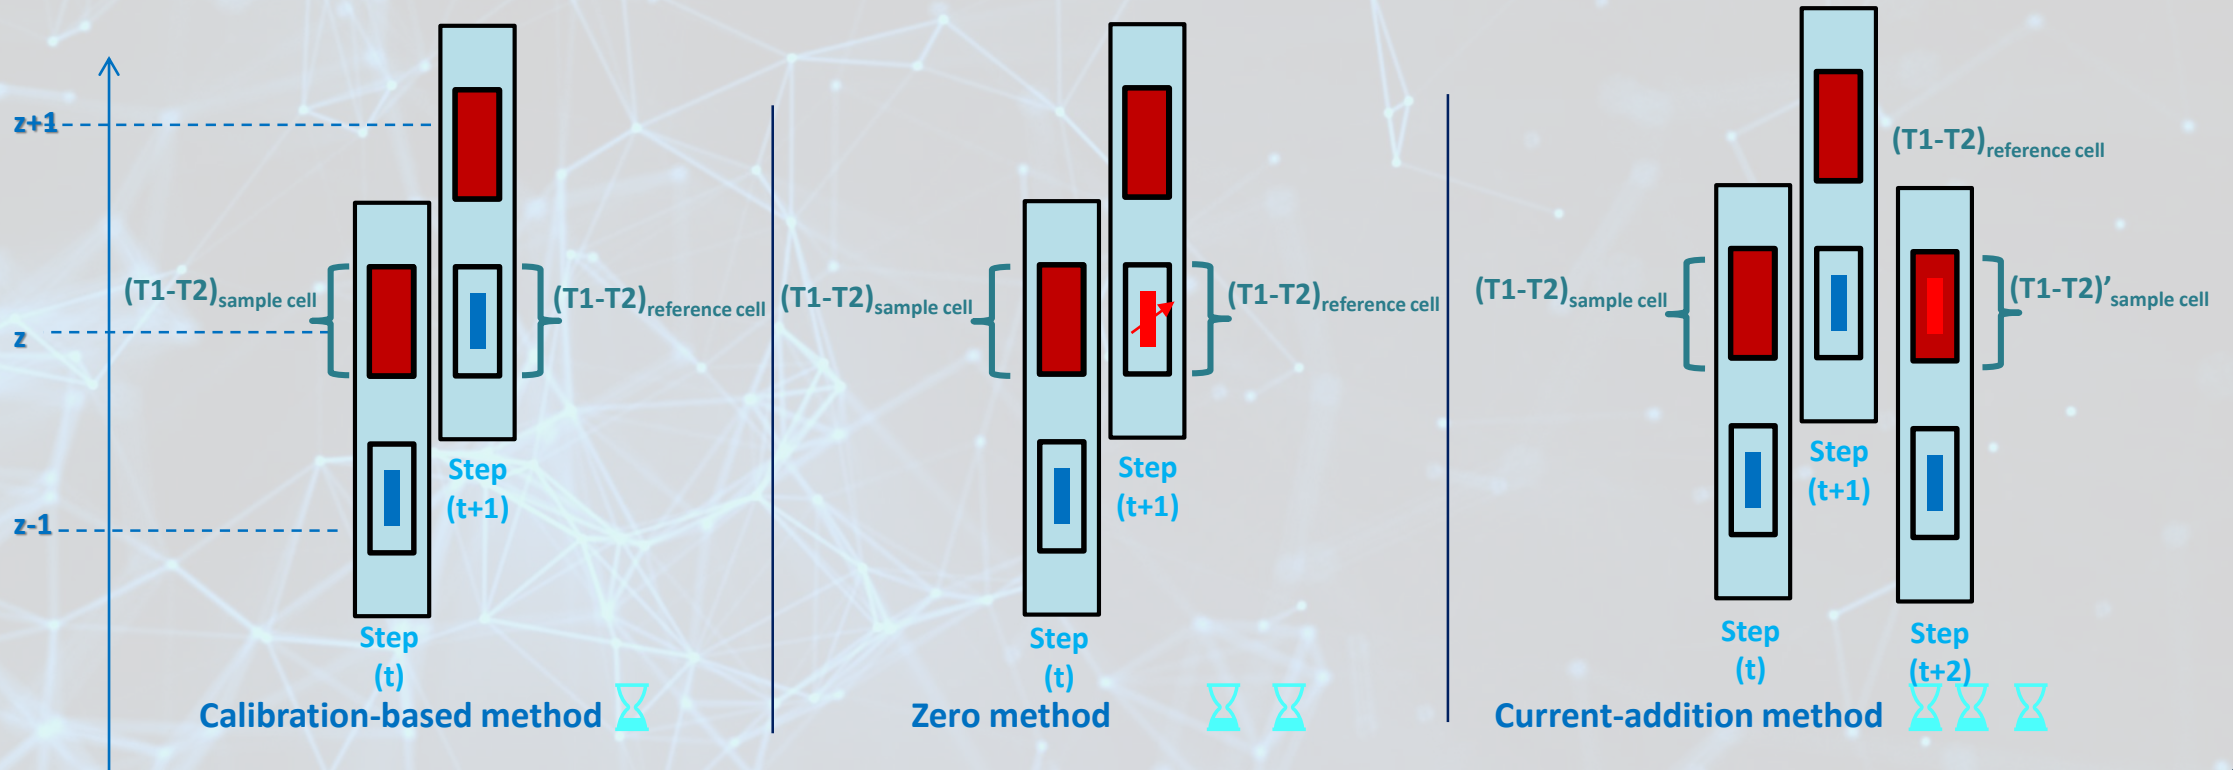 z+1
z
z-1
(T1-T2)sample cell
(T1-T2)reference cell
Step
(t+1)
Step
(t)
Calibration-based method
(T1-T2)sample cell
(T1-T2)reference cell
Step
(t+1)
Step
(t)
Zero method
(T1-T2)reference cell
(T1-T2)sample cell
(T1-T2)’sample cell
Step
(t+1)
Step
(t)
Step
(t+2)
Current-addition method